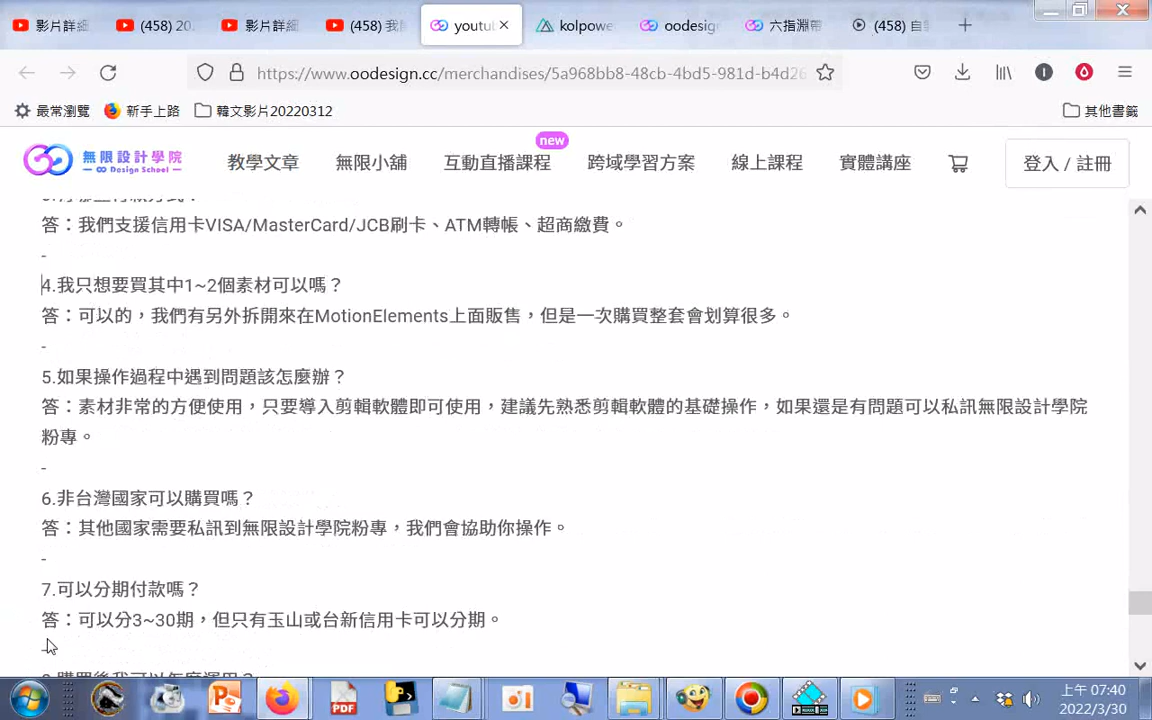 影片詳細
(458) 20
影片詳細
(458) 我
youtu
kolpowe
oodesign
六指淵帶
(458) 自
https://www.oodesign.cc/merchandises/5a968bb8-48cb-4bd5-981d-b4d26
最常瀏覽
新手上路
韓文影片20220312
其他書籤
無限設計學院
Design School
教學文章
無限小舖
互動直播課程
new
跨域學習方案
線上課程
實體講座
登入 / 註冊
答：我們支援信用卡VISA/MasterCard/JCB刷卡、ATM轉帳、超商繳費。
-
4.我只想要買其中1~2個素材可以嗎？
答：可以的，我們有另外拆開來在MotionElements上面販售，但是一次購買整套會划算很多。
-
5.如果操作過程中遇到問題該怎麼辦？
答：素材非常的方便使用，只要導入剪輯軟體即可使用，建議先熟悉剪輯軟體的基礎操作，如果還是有問題可以私訊無限設計學院
粉專。
-
6.非台灣國家可以購買嗎？
答：其他國家需要私訊到無限設計學院粉專，我們會協助你操作。
-
7.可以分期付款嗎？
答：可以分3~30期，但只有玉山或台新信用卡可以分期。
-
上午 07:40
2022/3/30